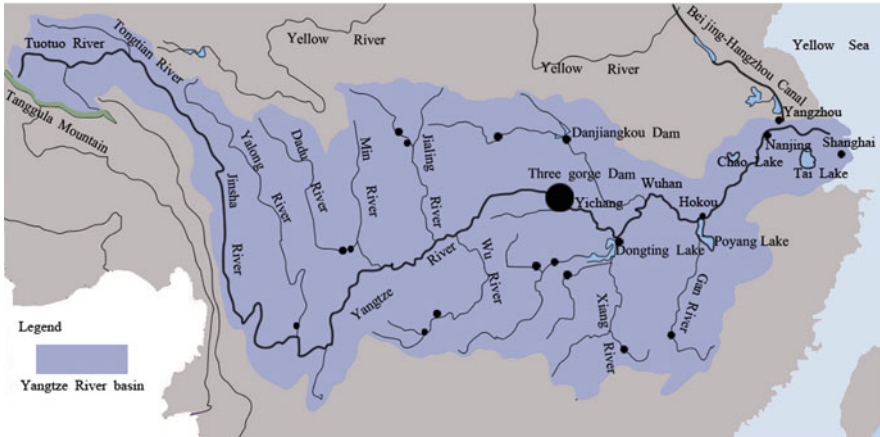 Tuotuo River
Tongtian River
Yellow River
Yellow River
Beijing-Hangzhou Canal
Yellow Sea
Tanggula Mountain
Yalong River
Dadu River
Min River
Jialing River
Danjiangkou Dam
Yangzhou
Nanjing
Shanghai
Chao Lake
Tai Lake
Three gorge Dam
Yichang
Wuhan
Hokou
Jinsha River
Yangtze River
Wu River
Dongting Lake
Poyang Lake
Xiang River
Gan River
Legend
Yangtze River basin